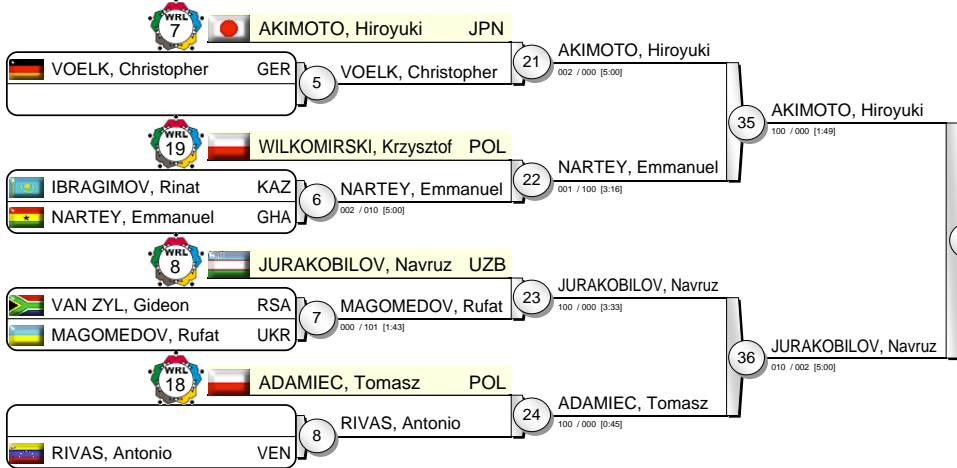 WRL
7
AKIMOTO, Hiroyuki JPN
VOELK, Christopher GER
5
VOELK, Christopher
21
AKIMOTO, Hiroyuki
002 / 000 [5:00]
35
AKIMOTO, Hiroyuki
100 / 000 [1:49]
WRL
19
WILKOMIRSKI, Krzysztof POL
IBRAGIMOV, Rinat KAZ
NARTEY, Emmanuel GHA
6
NARTEY, Emmanuel
002 / 010 [5:00]
22
NARTEY, Emmanuel
001 / 100 [3:16]
WRL
8
JURAKOBILOV, Navruz UZB
VAN ZYL, Gideon RSA
MAGOMEDOV, Rufat UKR
7
MAGOMEDOV, Rufat
000 / 101 [1:43]
23
JURAKOBILOV, Navruz
100 / 000 [3:33]
36
JURAKOBILOV, Navruz
010 / 002 [5:00]
WRL
18
ADAMIEC, Tomasz POL
RIVAS, Antonio VEN
8
RIVAS, Antonio
24
ADAMIEC, Tomasz
100 / 000 [0:45]